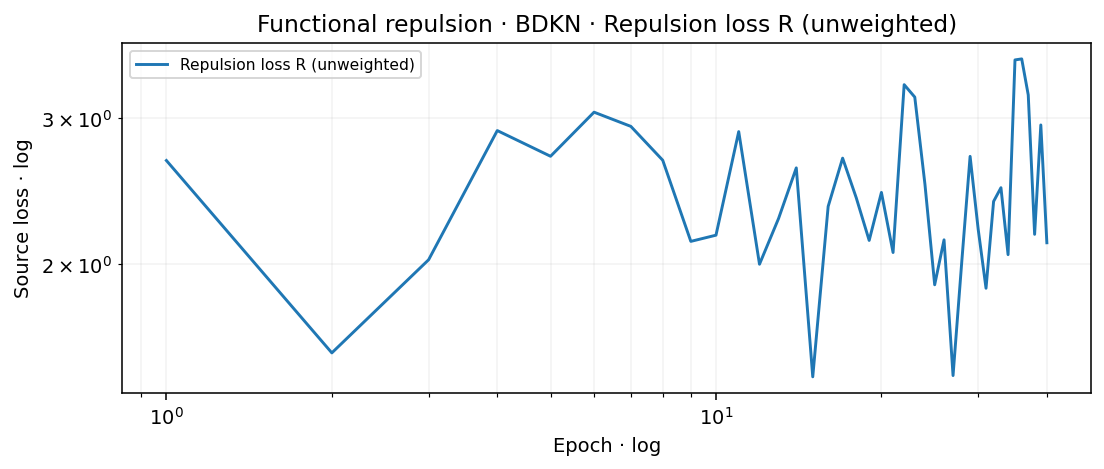 Functional repulsion · BDKN · Repulsion loss R (unweighted)
Repulsion loss R (unweighted)
Source loss · log
3 × 10⁰
2 × 10⁰
10⁰
10¹
Epoch · log